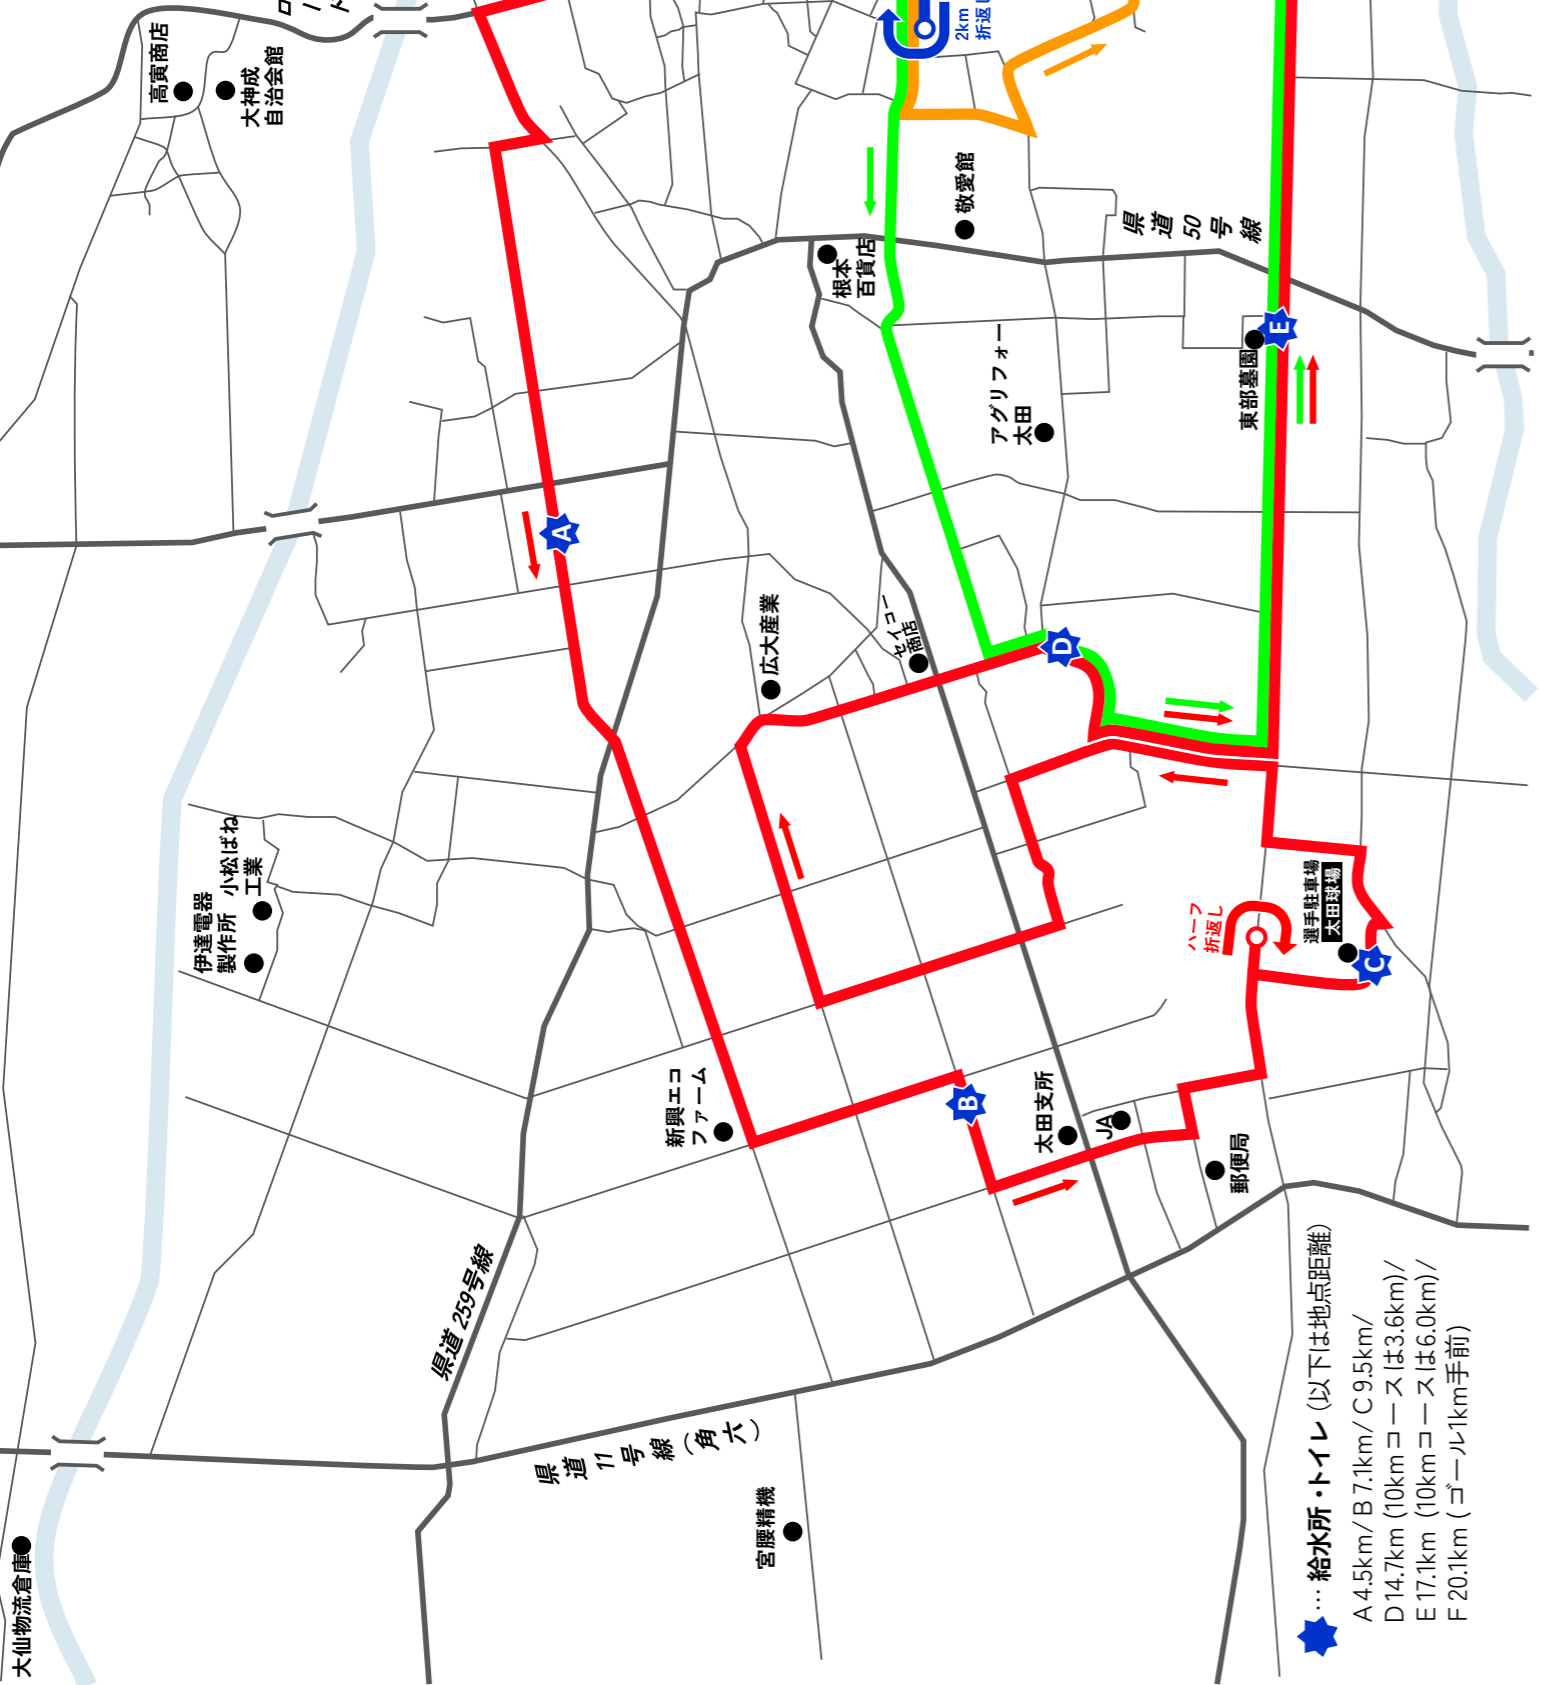 ロード
高寅商店
大神成
自治会館
2km
折返し
敬愛館
県道50号線
根本
百貨店
アグリフォー
太田
東部墓園
E
A
広大産業
セイコー
商店
D
伊達電器
製作所
小松ばね
工業
ハーフ
折返し
選手駐車場
太田球場
C
新興エコ
ファーム
B
太田支所
JA
郵便局
県道259号線
県道11号線（角六）
宮腰精機
大仙物流倉庫
… 給水所・トイレ（以下は地点距離）
A 4.5km/ B 7.1km/ C 9.5km/
D14.7km (10kmコースは3.6km)/
E 17.1km (10kmコースは6.0km)/
F 20.1km (ゴール1km手前)